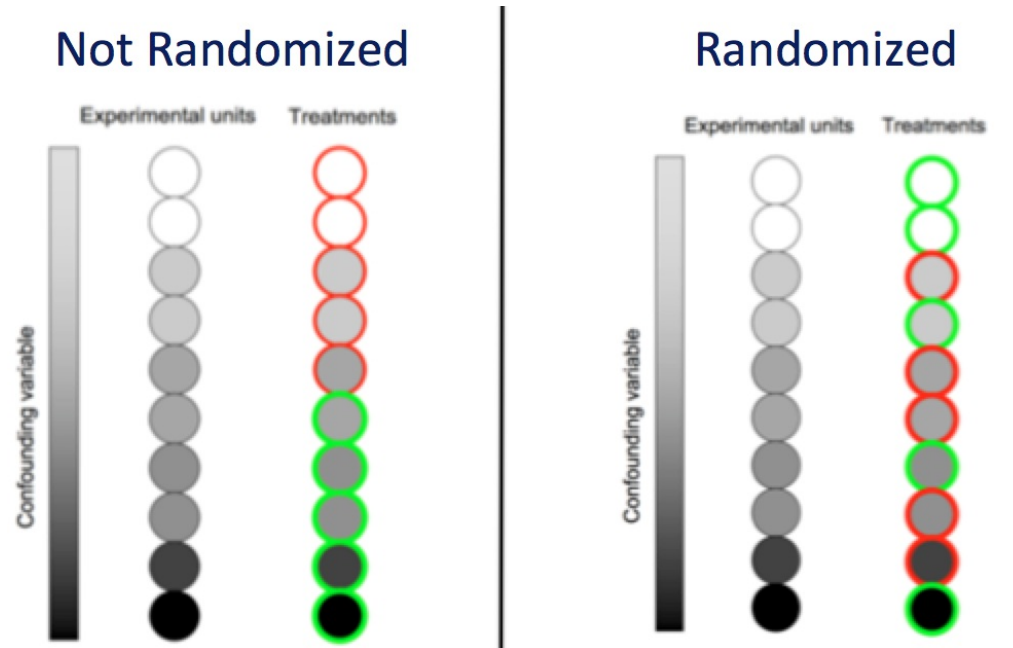 Not Randomized
Experimental units
Treatments
Confounding variable
Randomized
Experimental units
Treatments
Confounding variable